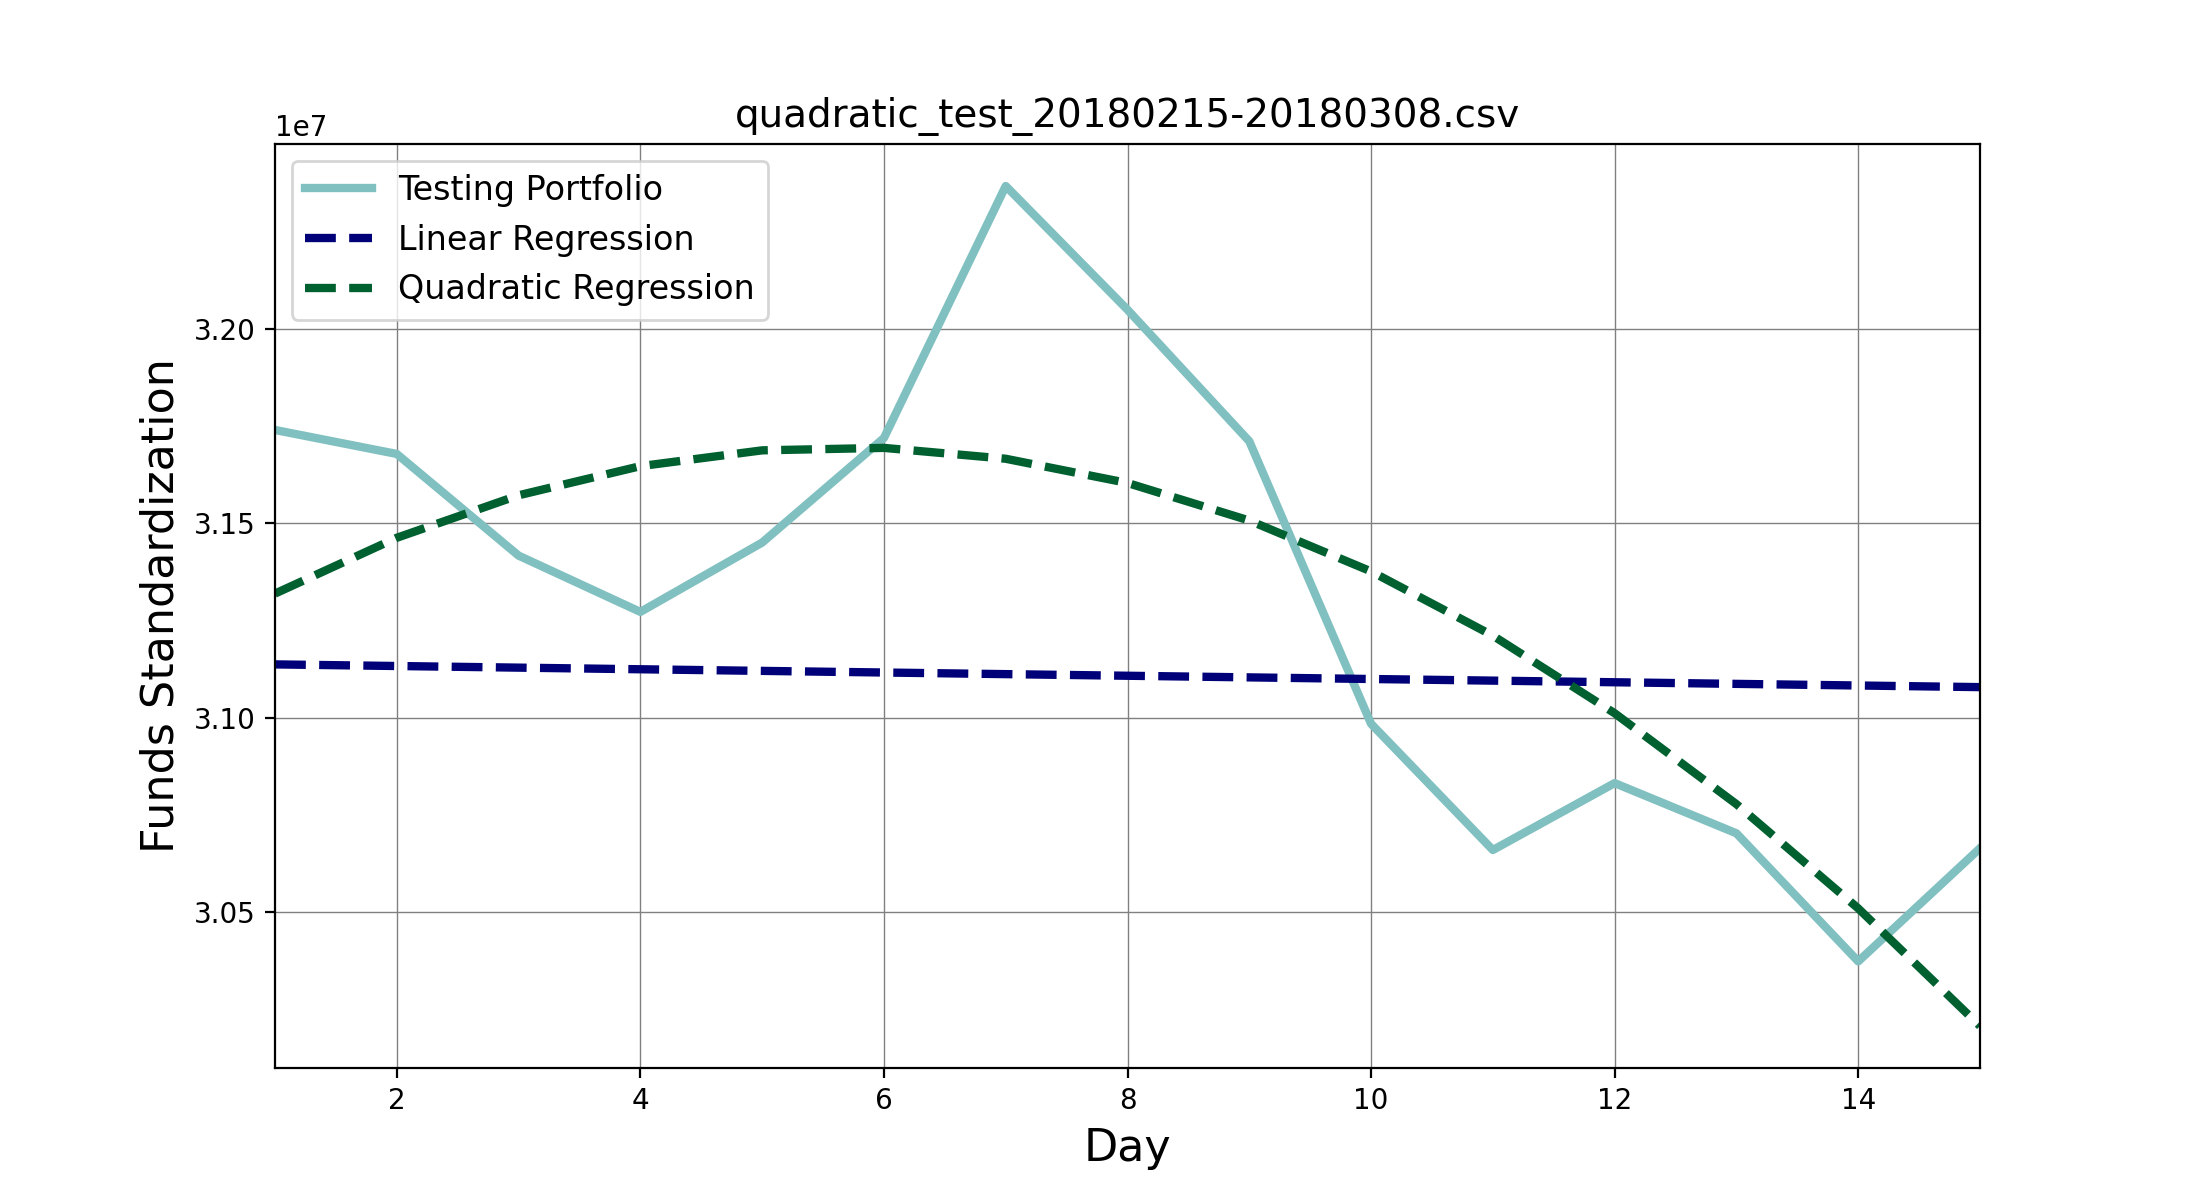 quadratic_test_20180215-20180308.csv
1e7
Testing Portfolio
Linear Regression
Quadratic Regression
3.20
3.15
3.10
3.05
Funds Standardization
2 4 6 8 10 12 14
Day